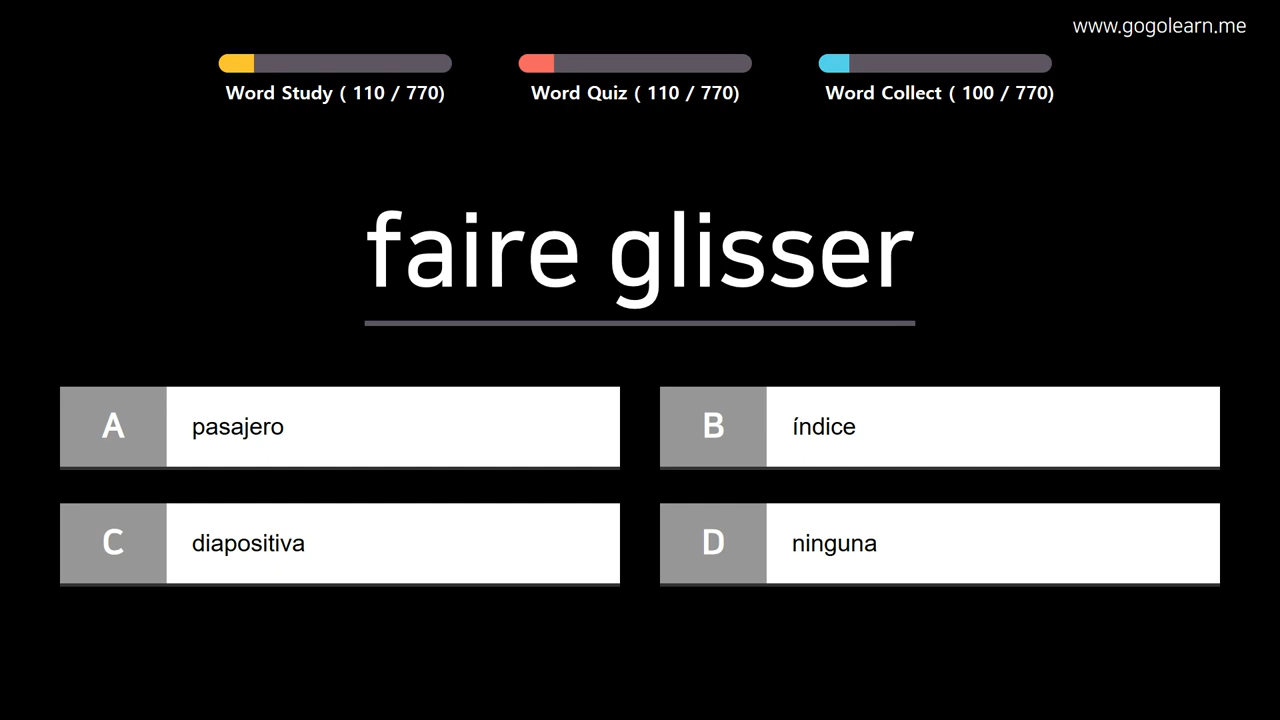 www.gogolearn.me
Word Study ( 110 / 770)
Word Quiz ( 110 / 770)
Word Collect ( 100 / 770)
faire glisser
A pasajero
B índice
C diapositiva
D ninguna